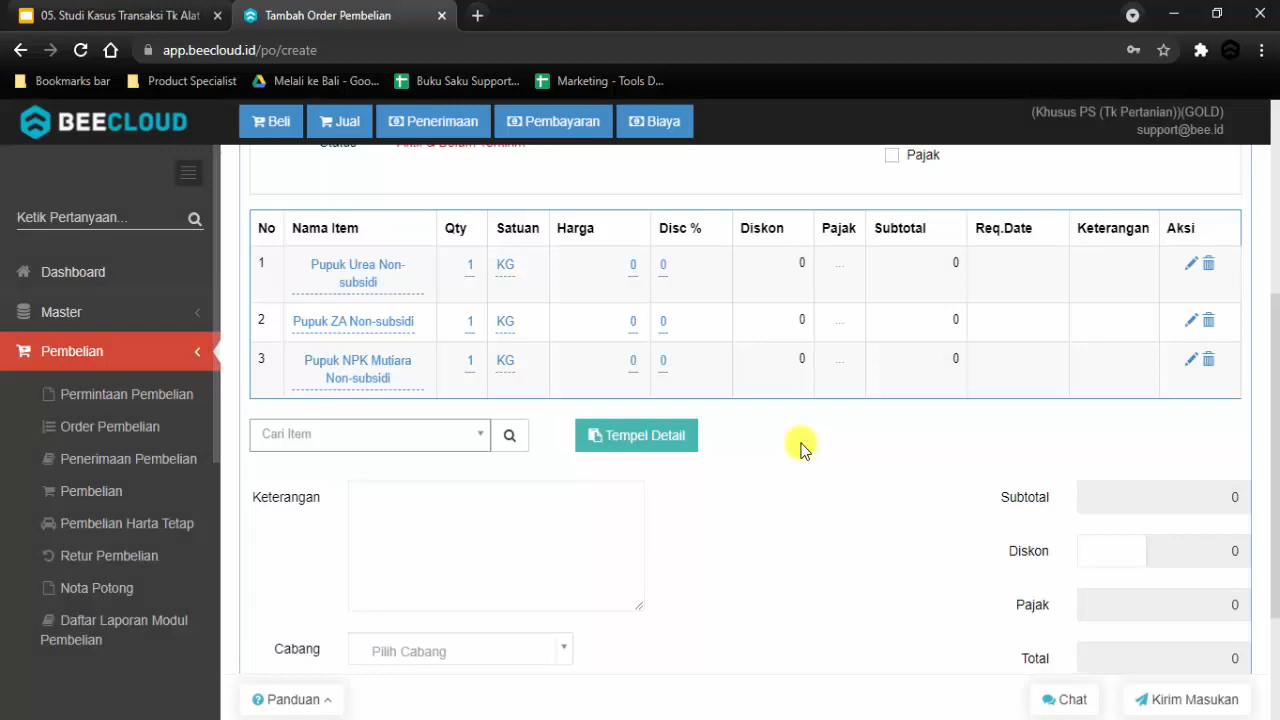 05. Studi Kasus Transaksi Tk Alat
Tambah Order Pembelian
app.beecloud.id/po/create
Bookmarks bar
Product Specialist
Melali ke Bali - Goo...
Buku Saku Support...
Marketing - Tools D...
BEECLOUD
Beli
Jual
Penerimaan
Pembayaran
Biaya
(Khusus PS (Tk Pertanian))(GOLD)
support@bee.id
Ketik Pertanyaan...
Dashboard
Master
Pembelian
Permintaan Pembelian
Order Pembelian
Penerimaan Pembelian
Pembelian
Pembelian Harta Tetap
Retur Pembelian
Nota Potong
Daftar Laporan Modul
Pembelian
Pajak
No Nama Item Qty Satuan Harga Disc % Diskon Pajak Subtotal Req.Date Keterangan Aksi
1 Pupuk Urea Non-
subsidi 1 KG 0 0 0 ... 0
2 Pupuk ZA Non-subsidi 1 KG 0 0 0 ... 0
3 Pupuk NPK Mutiara
Non-subsidi 1 KG 0 0 0 ... 0
Cari Item
Tempel Detail
Keterangan
Cabang
Pilih Cabang
Subtotal 0
Diskon 0
Pajak 0
Total 0
Panduan
Chat
Kirim Masukan